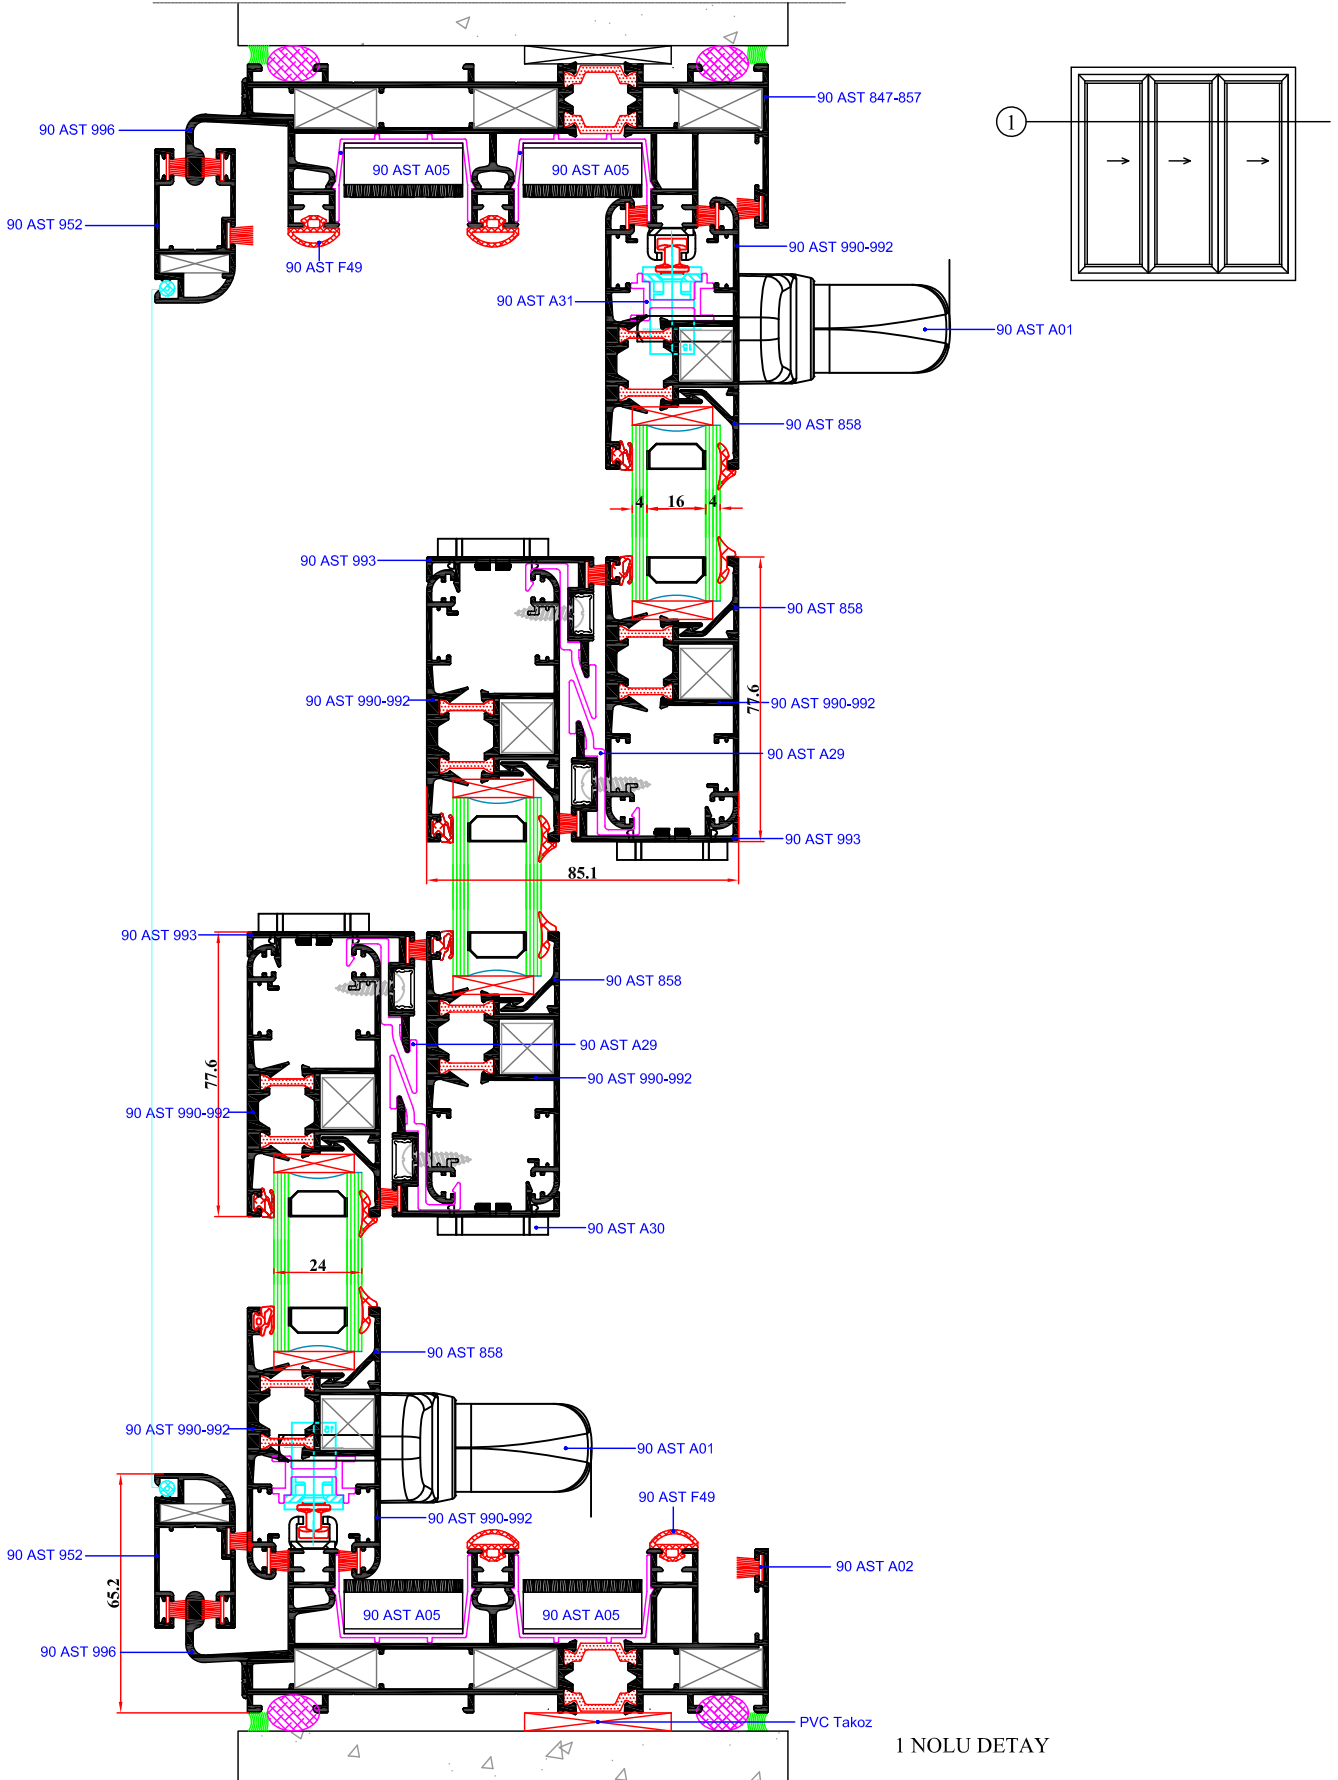 90 AST 847-857
1
90 AST 996
90 AST A05
90 AST A05
90 AST 952
90 AST 990-992
90 AST F49
90 AST A31
90 AST A01
15
90 AST 858
4
16
4
90 AST 993
90 AST 858
90 AST 990-992
77.6
90 AST 990-992
90 AST A29
90 AST 993
85.1
90 AST 993
90 AST 858
90 AST A29
77.6
90 AST 990-992
90 AST 990-992
90 AST A30
24
90 AST 858
90 AST 990-992
15
90 AST A01
90 AST F49
90 AST 990-992
90 AST 952
90 AST A02
65.2
90 AST A05
90 AST A05
90 AST 996
PVC Takoz
1 NOLU DETAY